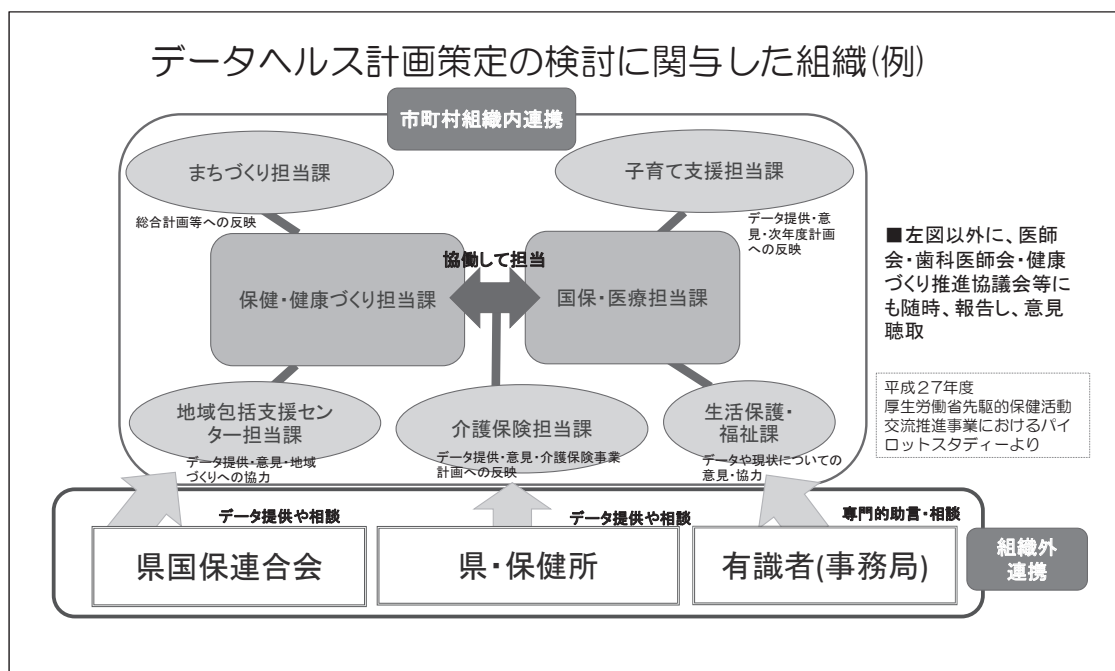 データヘルス計画策定の検討に関与した組織(例)
市町村組織内連携
まちづくり担当課
総合計画等への反映
子育て支援担当課
データ提供・意
見・次年度計画
への反映
協働して担当
保健・健康づくり担当課
国保・医療担当課
■左図以外に、医師
会・歯科医師会・健康
づくり推進協議会等に
も随時、報告し、意見
聴取
地域包括支援セン
ター担当課
データ提供・意見・地域
づくりへの協力
介護保険担当課
データ提供・意見・介護保険事業
計画への反映
生活保護・
福祉課
データや現状についての
意見・協力
平成27年度
厚生労働省先駆的保健活動
交流推進事業におけるパイ
ロットスタディーより
データ提供や相談
データ提供や相談
専門的助言・相談
県国保連合会
県・保健所
有識者(事務局)
組織外
連携